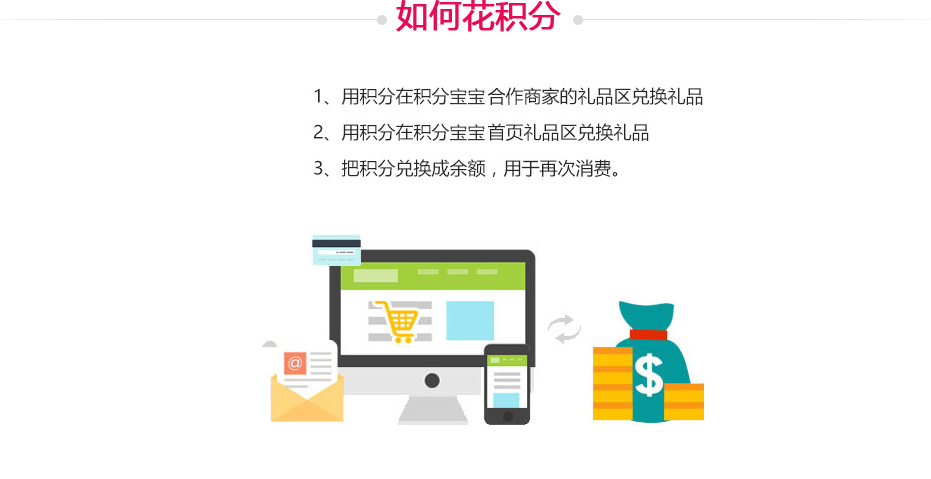 如何花积分
1、用积分在积分宝宝合作商家的礼品区兑换礼品
2、用积分在积分宝宝首页礼品区兑换礼品
3、把积分兑换成余额，用于再次消费。
@
$